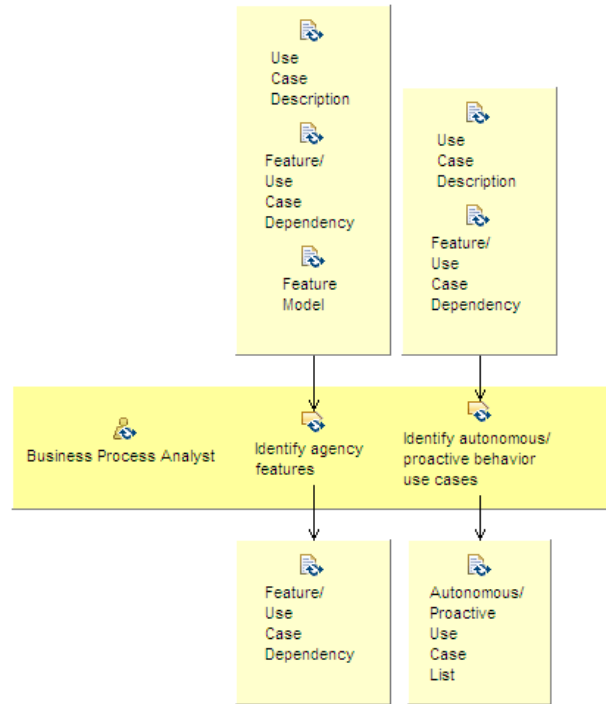 Use
Case
Description
Feature/
Use
Case
Dependency
Feature
Model
Use
Case
Description
Feature/
Use
Case
Dependency
Business Process Analyst
Identify agency
features
Identify autonomous/
proactive behavior
use cases
Feature/
Use
Case
Dependency
Autonomous/
Proactive
Use
Case
List